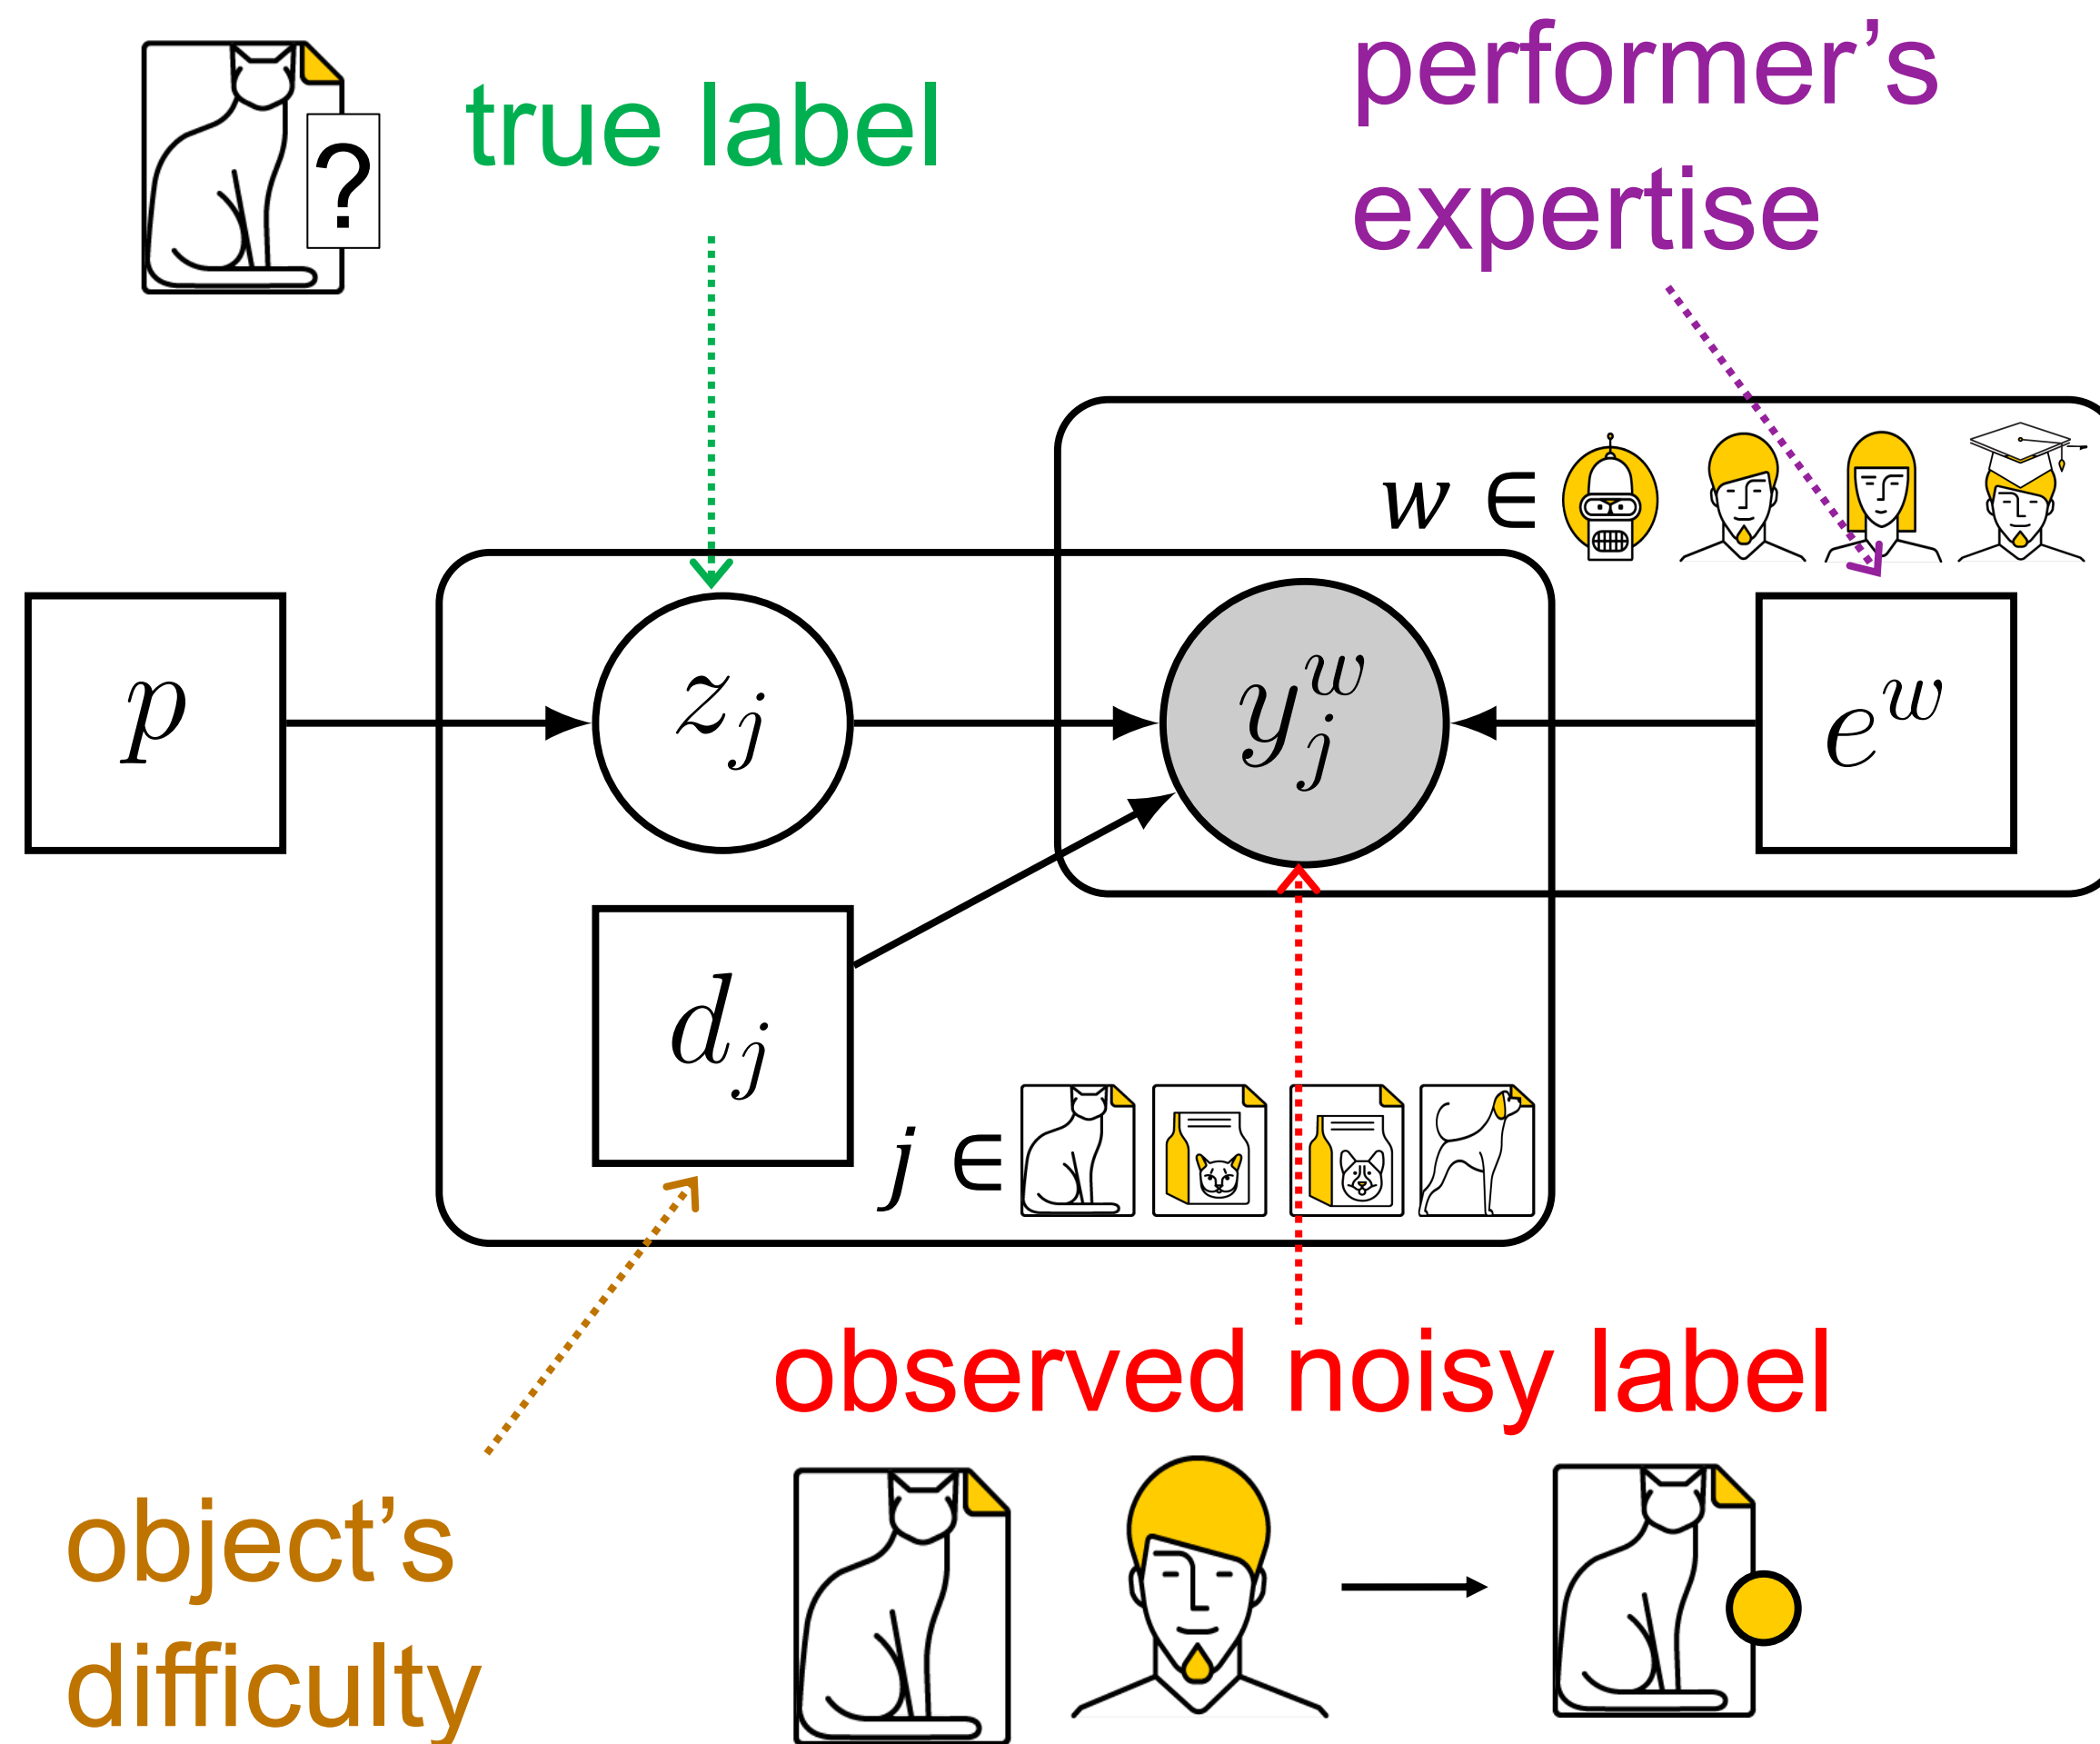 performer’s
expertise
true label
?
w ∈
p
z_j
y_j^w
e^w
d_j
j ∈
observed noisy label
object’s
difficulty